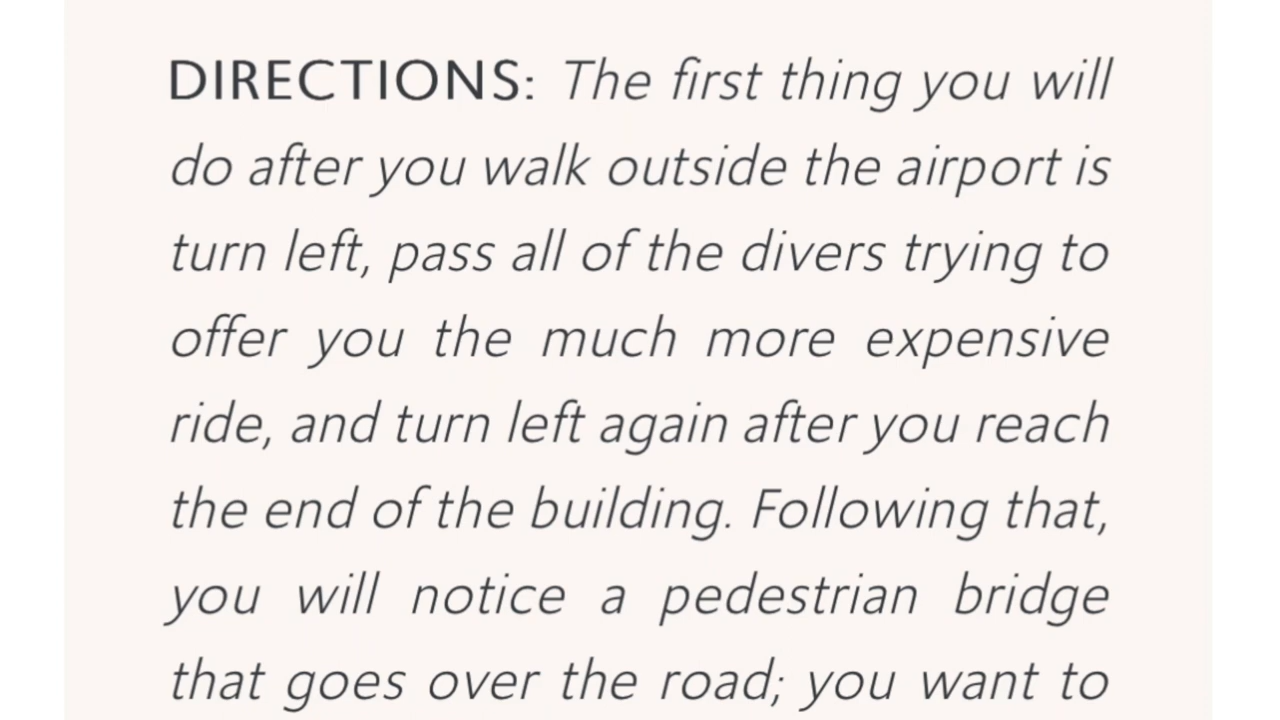 DIRECTIONS: The first thing you will
do after you walk outside the airport is
turn left, pass all of the divers trying to
offer you the much more expensive
ride, and turn left again after you reach
the end of the building. Following that,
you will notice a pedestrian bridge
that goes over the road; you want to